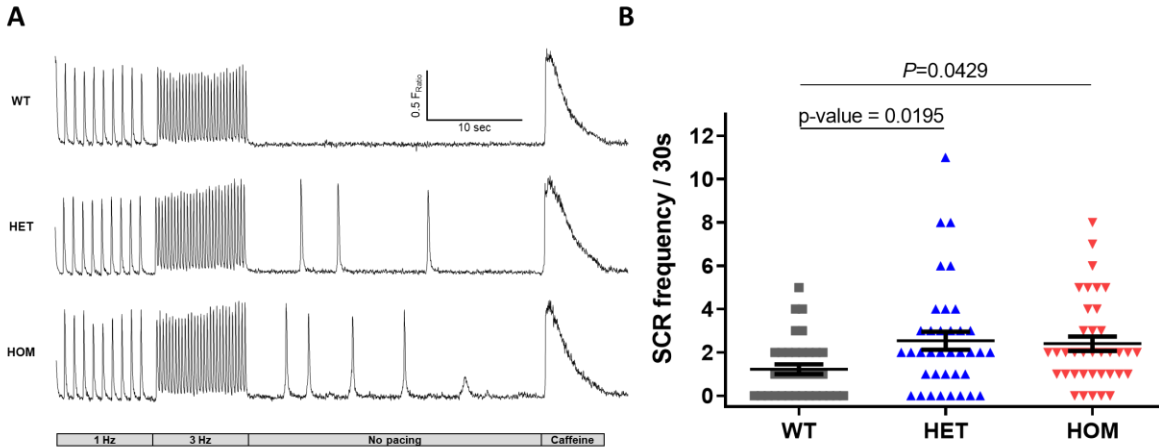 A
WT
0.5 FRatio
10 sec
HET
HOM
1 Hz
3 Hz
No pacing
Caffeine
B
P=0.0429
p-value = 0.0195
SCR frequency / 30s
12
10
8
6
4
2
0
WT
HET
HOM